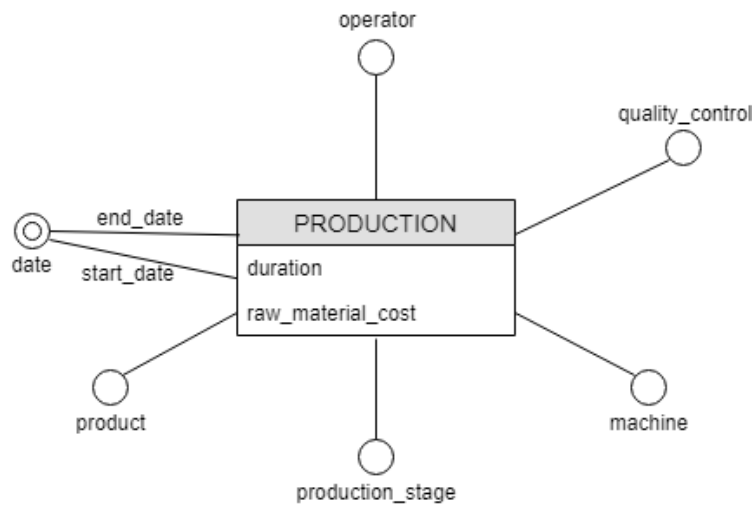 operator
quality_control
end_date
PRODUCTION
date
start_date
duration
raw_material_cost
product
machine
production_stage